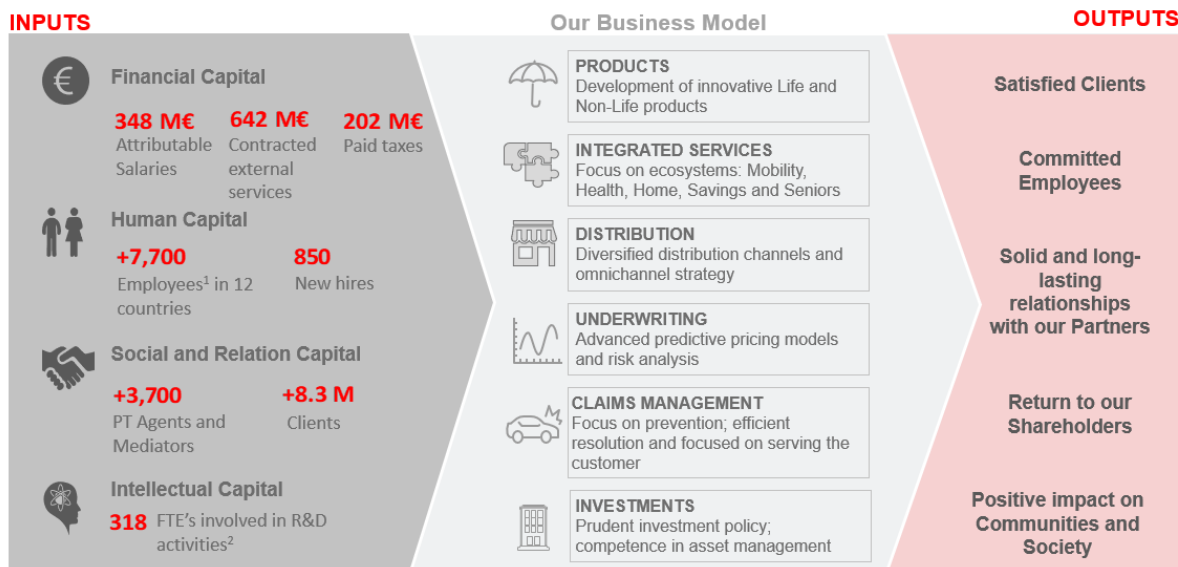 INPUTS
Our Business Model
OUTPUTS
Financial Capital
348 M€
Attributable
Salaries
642 M€
Contracted
external
services
202 M€
Paid taxes
Human Capital
+7,700
Employees¹ in 12
countries
850
New hires
Social and Relation Capital
+3,700
PT Agents and
Mediators
+8.3 M
Clients
Intellectual Capital
318 FTE's involved in R&D
activities²
PRODUCTS
Development of innovative Life and
Non-Life products
INTEGRATED SERVICES
Focus on ecosystems: Mobility,
Health, Home, Savings and Seniors
DISTRIBUTION
Diversified distribution channels and
omnichannel strategy
UNDERWRITING
Advanced predictive pricing models
and risk analysis
CLAIMS MANAGEMENT
Focus on prevention; efficient
resolution and focused on serving the
customer
INVESTMENTS
Prudent investment policy;
competence in asset management
Satisfied Clients
Committed
Employees
Solid and long-
lasting
relationships
with our Partners
Return to our
Shareholders
Positive impact on
Communities and
Society